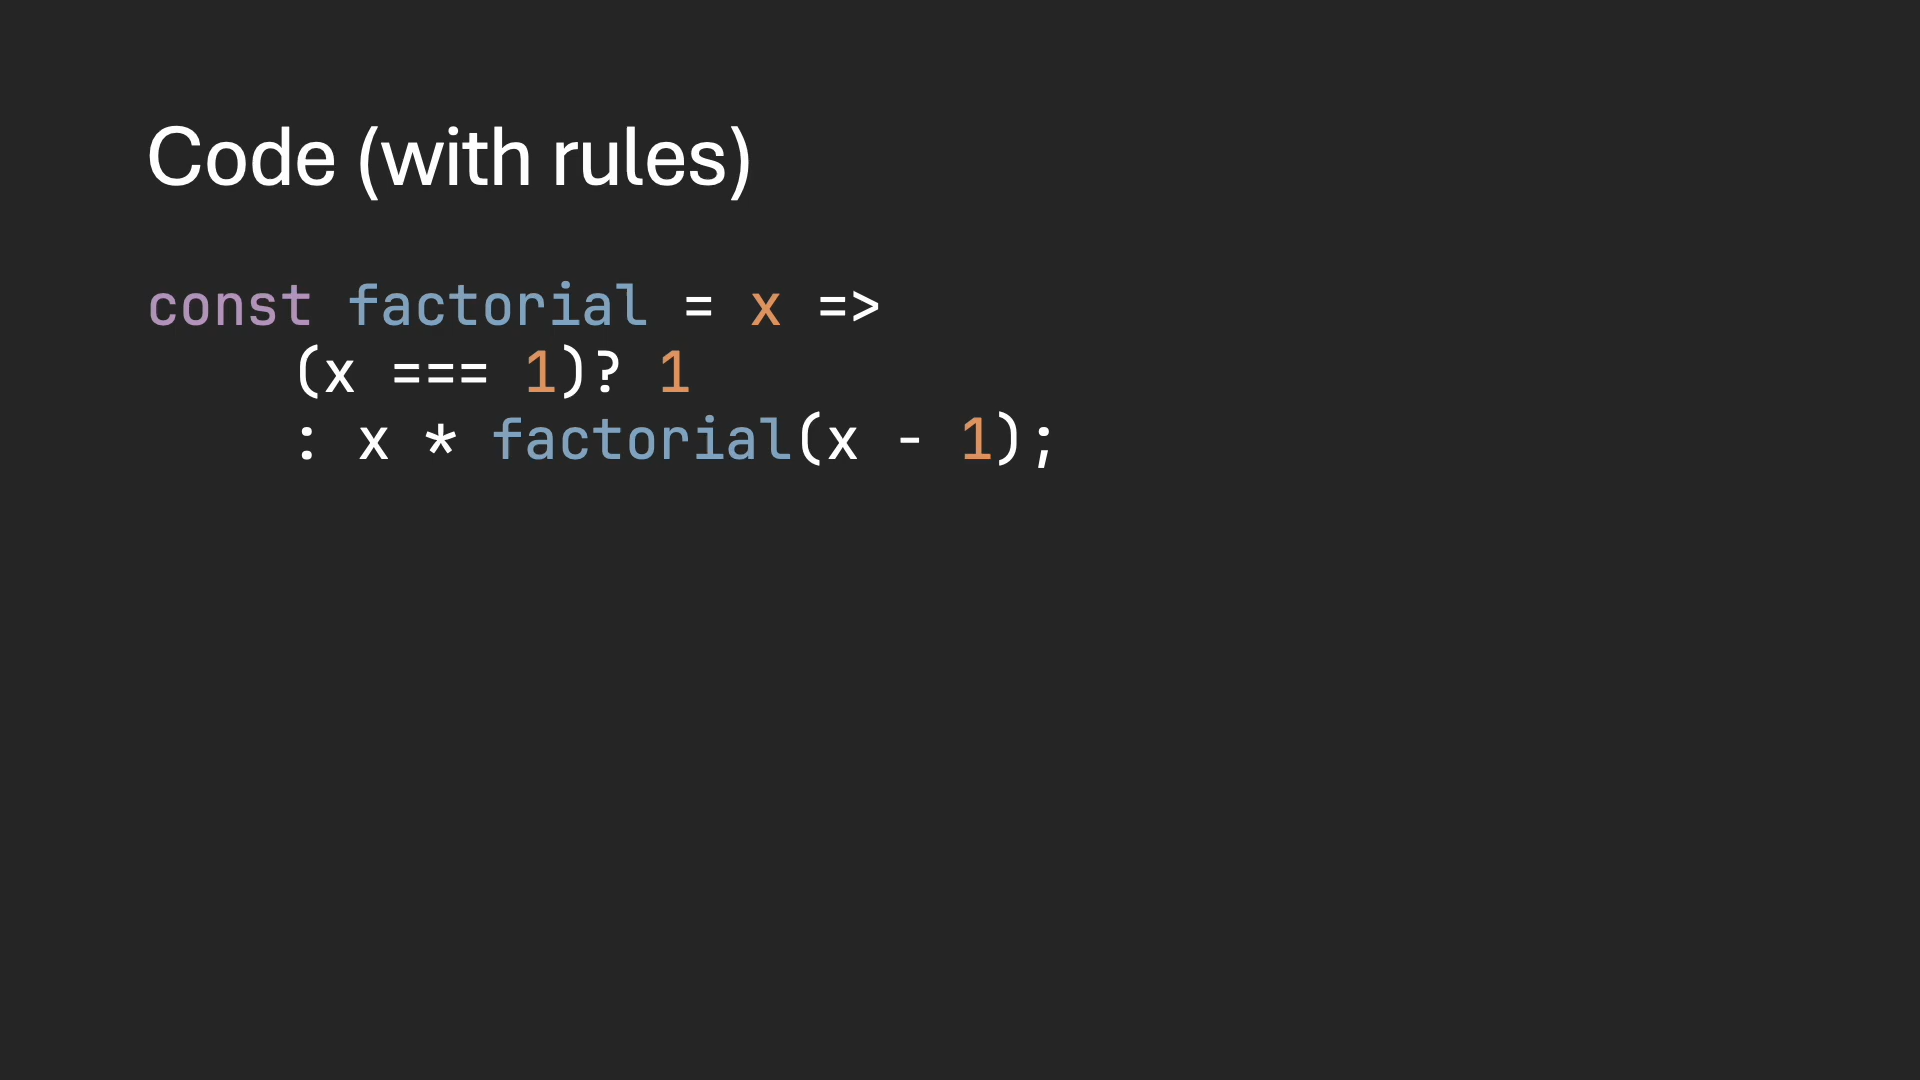 Code (with rules)
const factorial = x =>
(x === 1)? 1
: x * factorial(x - 1);